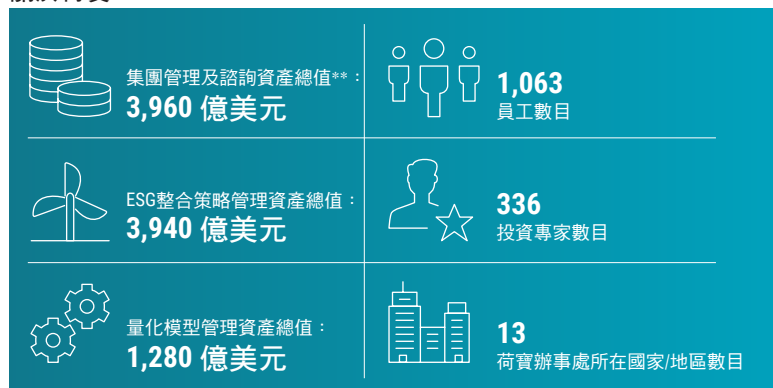 集團管理及諮詢資產總值**：
3,960 億美元
1,063
員工數目
ESG整合策略管理資產總值：
3,940 億美元
336
投資專家數目
量化模型管理資產總值：
1,280 億美元
13
荷寶辦事處所在國家/地區數目